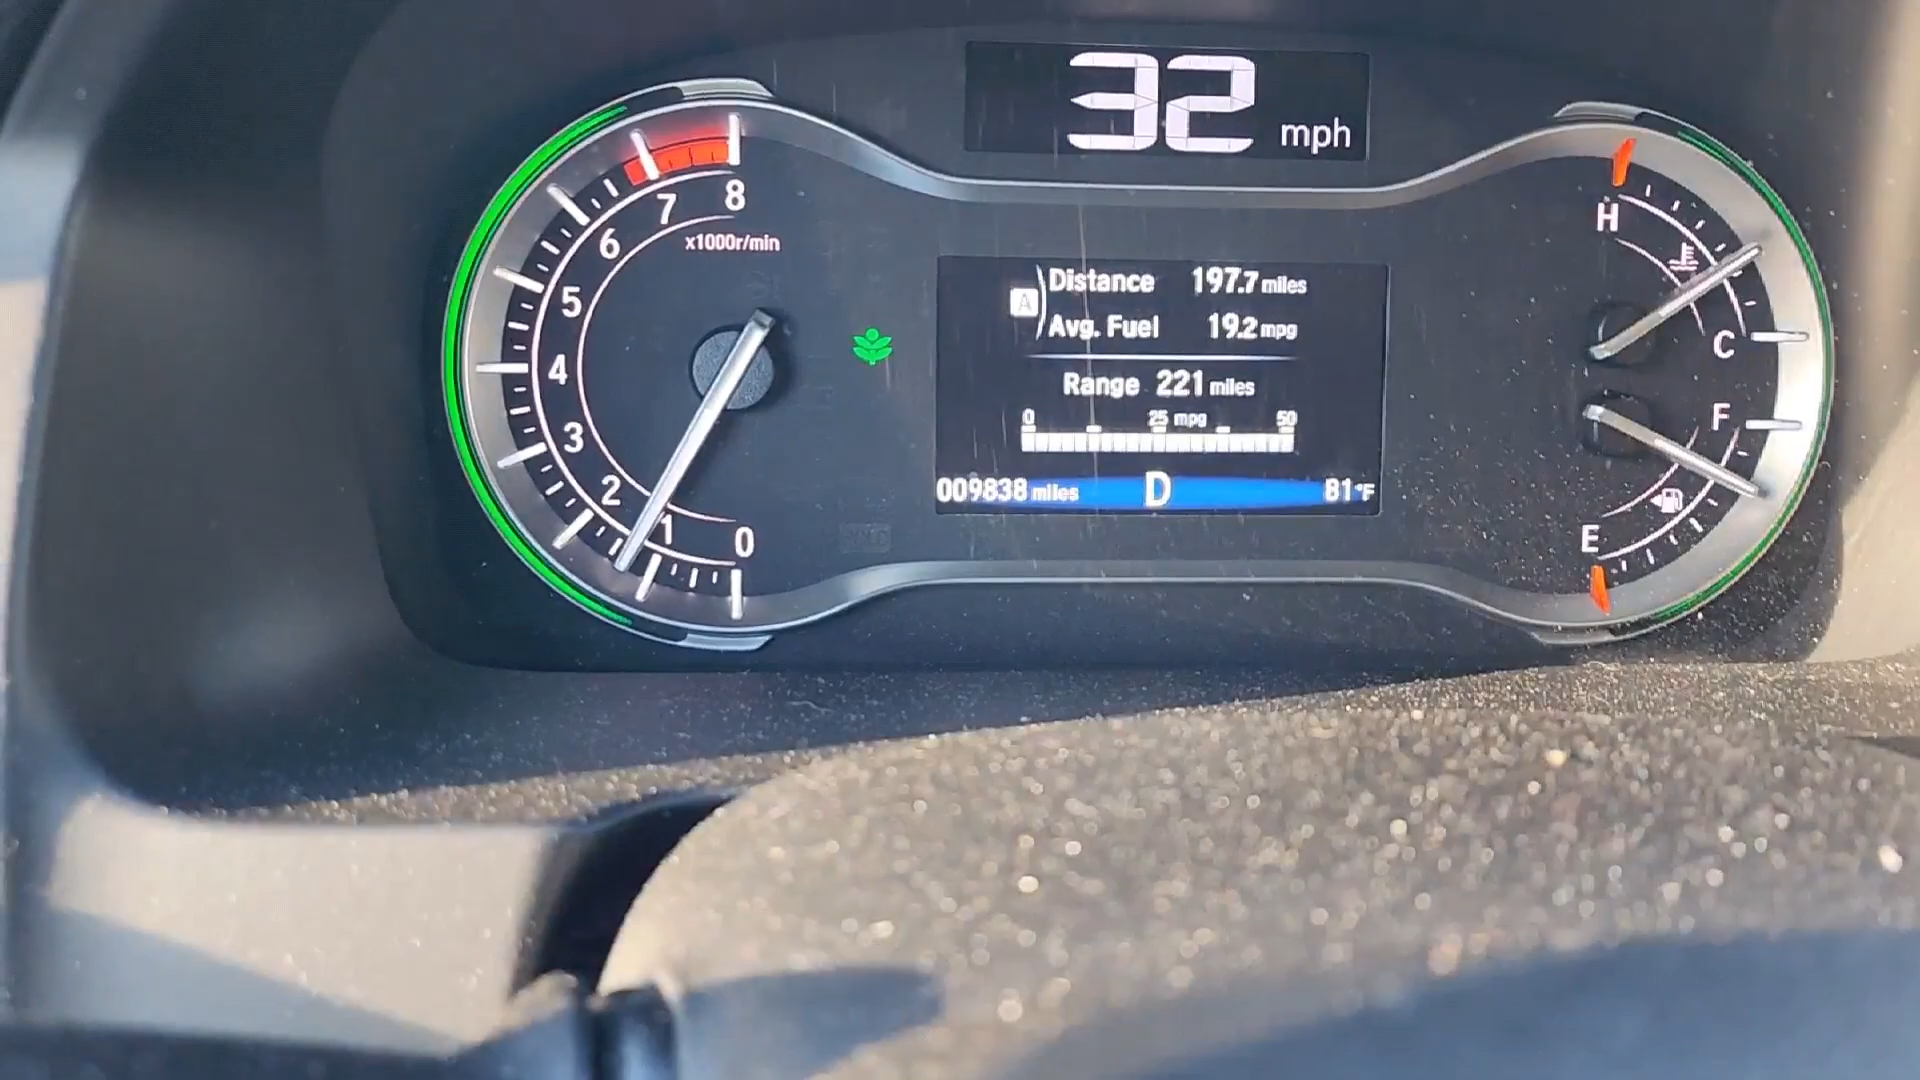 32 mph
8
7
6
x1000r/min
5
4
3
2
1
0
A
Distance 197.7 miles
Avg. Fuel 19.2 mpg
Range 221 miles
0 25 mpg 50
009838 miles D 81°F
H
C
F
E